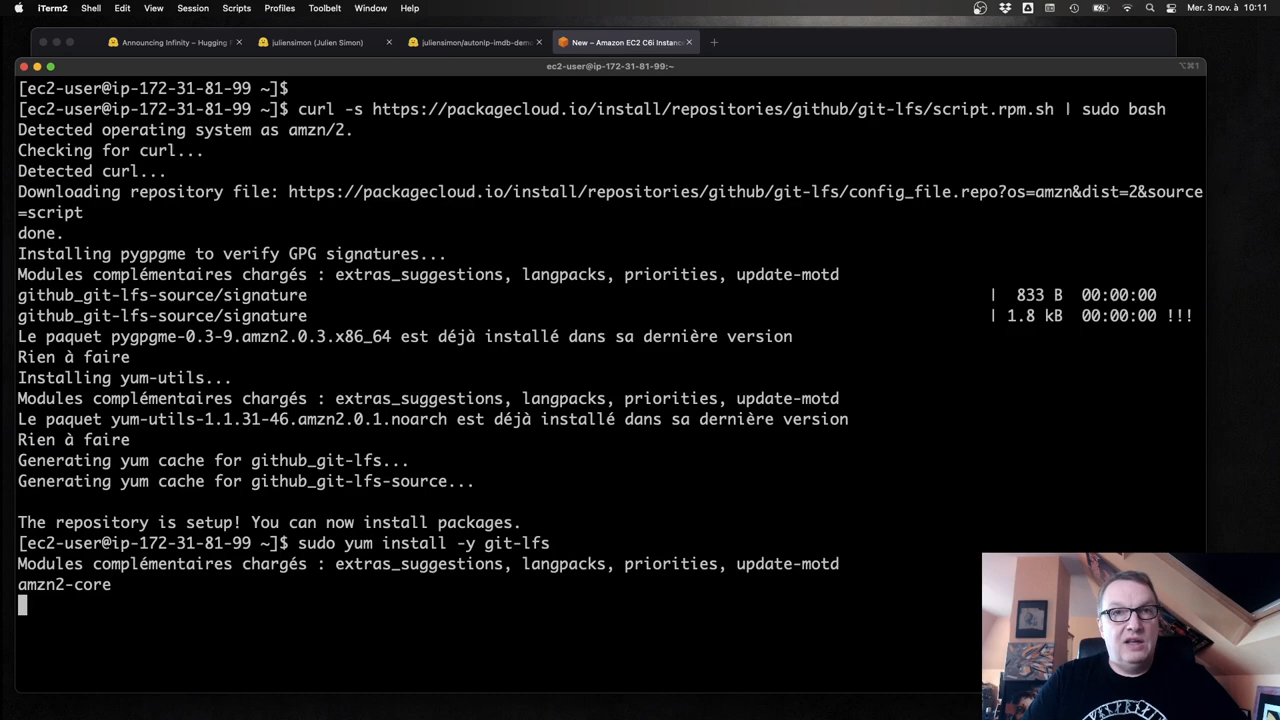 iTerm2 Shell Edit View Session Scripts Profiles Toolbelt Window Help Mer. 3 nov. à 10:11
Announcing Infinity – Hugging F × juliensimon (Julien Simon) × juliensimon/autonlp-imdb-dem × New – Amazon EC2 C6i Instanc × +
ec2-user@ip-172-31-81-99:~ ⌥⌘1
[ec2-user@ip-172-31-81-99 ~]$
[ec2-user@ip-172-31-81-99 ~]$ curl -s https://packagecloud.io/install/repositories/github/git-lfs/script.rpm.sh | sudo bash
Detected operating system as amzn/2.
Checking for curl...
Detected curl...
Downloading repository file: https://packagecloud.io/install/repositories/github/git-lfs/config_file.repo?os=amzn&dist=2&source
=script
done.
Installing pygpgme to verify GPG signatures...
Modules complémentaires chargés : extras_suggestions, langpacks, priorities, update-motd
github_git-lfs-source/signature | 833 B 00:00:00
github_git-lfs-source/signature | 1.8 kB 00:00:00 !!!
Le paquet pygpgme-0.3-9.amzn2.0.3.x86_64 est déjà installé dans sa dernière version
Rien à faire
Installing yum-utils...
Modules complémentaires chargés : extras_suggestions, langpacks, priorities, update-motd
Le paquet yum-utils-1.1.31-46.amzn2.0.1.noarch est déjà installé dans sa dernière version
Rien à faire
Generating yum cache for github_git-lfs...
Generating yum cache for github_git-lfs-source...
The repository is setup! You can now install packages.
[ec2-user@ip-172-31-81-99 ~]$ sudo yum install -y git-lfs
Modules complémentaires chargés : extras_suggestions, langpacks, priorities, update-motd
amzn2-core